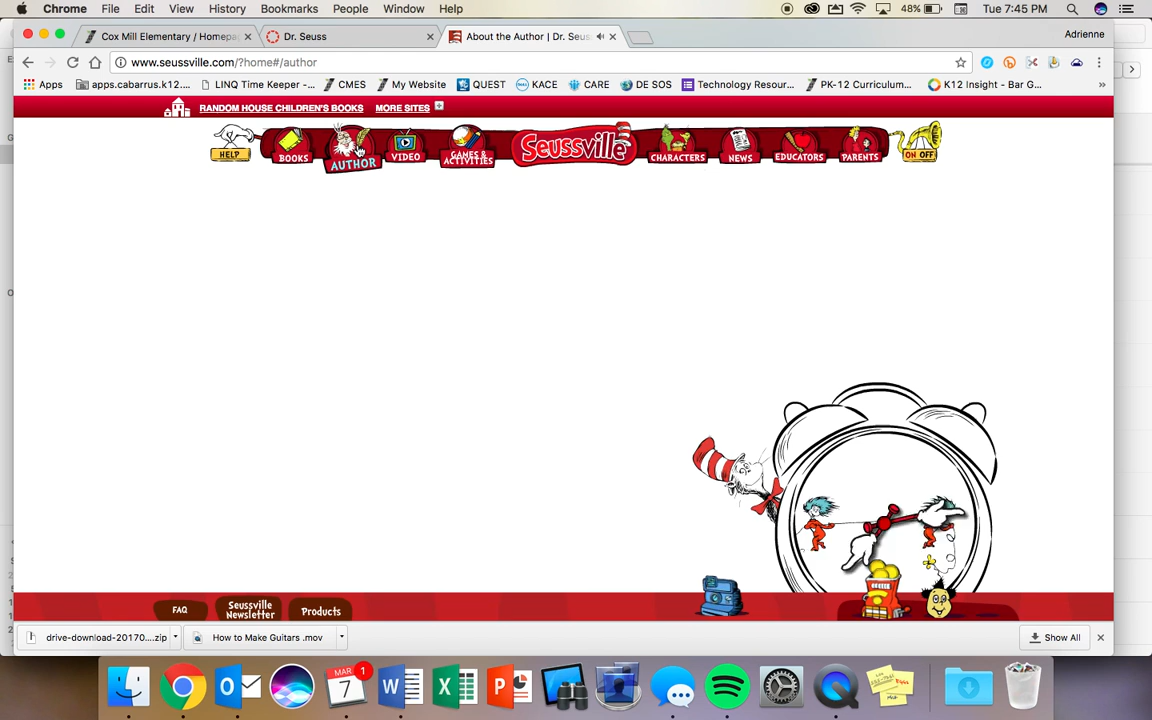 Chrome File Edit View History Bookmarks People Window Help 48% Tue 7:45 PM
Cox Mill Elementary / Homepa Dr. Seuss About the Author | Dr. Seus Adrienne
www.seussville.com/?home#/author
Apps apps.cabarrus.k12.... LINQ Time Keeper -... CMES My Website QUEST KACE CARE DE SOS Technology Resour... PK-12 Curriculum... K12 Insight - Bar G... »
RANDOM HOUSE CHILDREN'S BOOKS MORE SITES
HELP BOOKS AUTHOR VIDEO GAMES & ACTIVITIES Seussville CHARACTERS NEWS EDUCATORS PARENTS ON OFF
FAQ Seussville Newsletter Products
drive-download-20170....zip How to Make Guitars .mov Show All
MAR 1
7